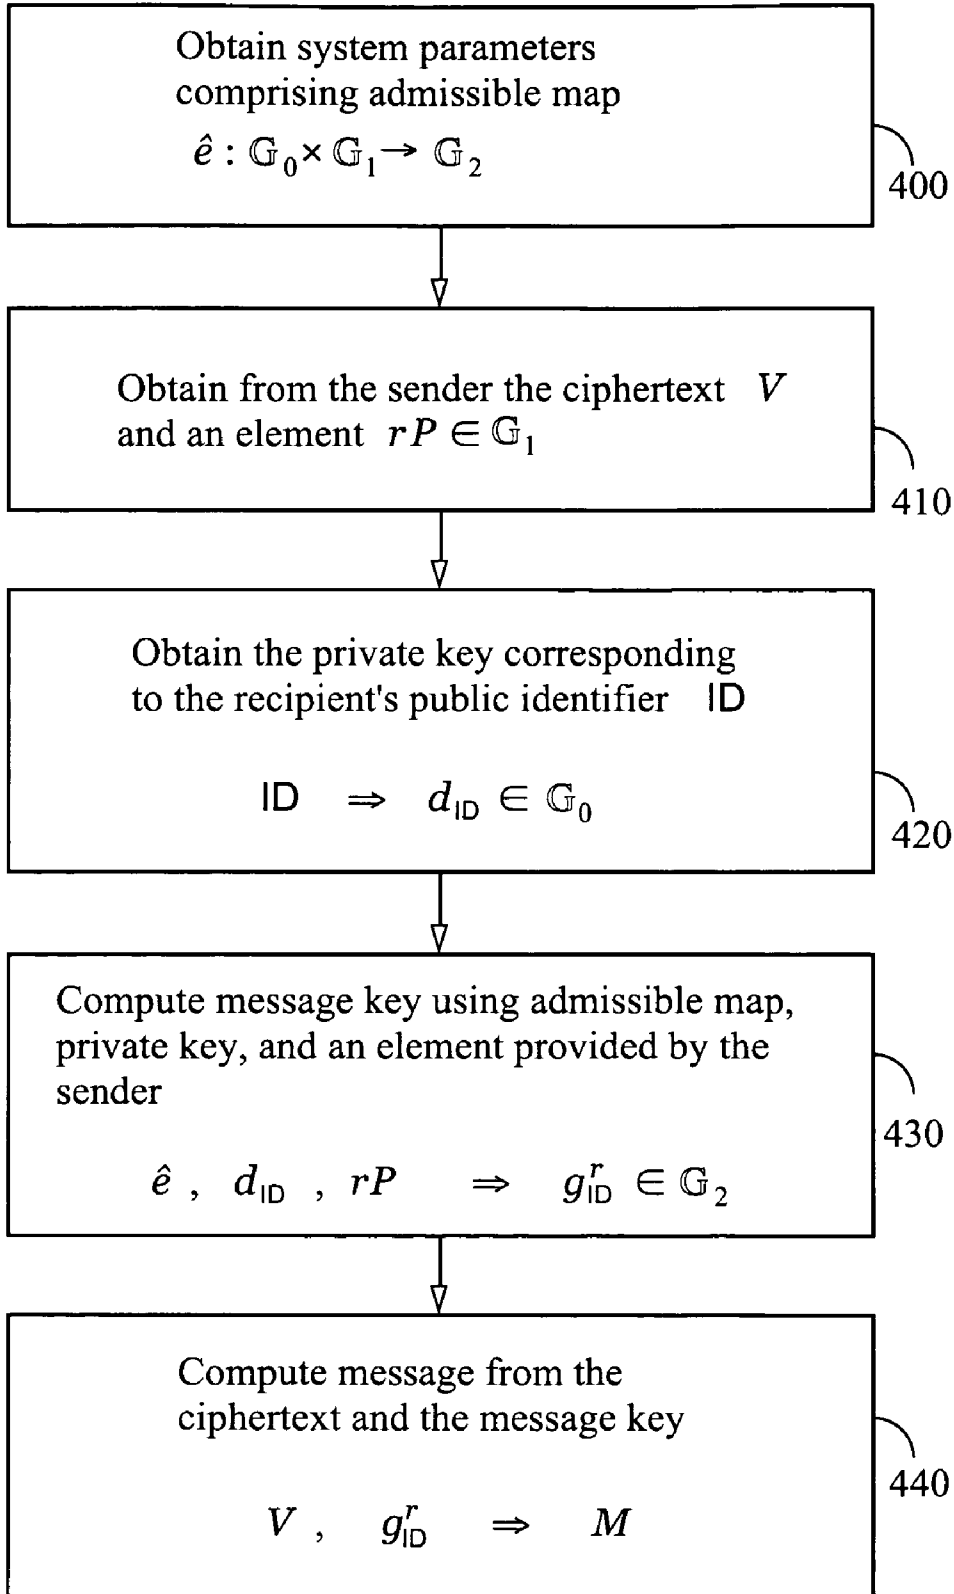 Obtain system parameters
comprising admissible map
ê : 𝔾₀ × 𝔾₁ → 𝔾₂
400
Obtain from the sender the ciphertext V
and an element rP ∈ 𝔾₁
410
Obtain the private key corresponding
to the recipient's public identifier ID
ID ⇒ d_ID ∈ 𝔾₀
420
Compute message key using admissible map,
private key, and an element provided by the
sender
ê , d_ID , rP ⇒ g_ID^r ∈ 𝔾₂
430
Compute message from the
ciphertext and the message key
V , g_ID^r ⇒ M
440